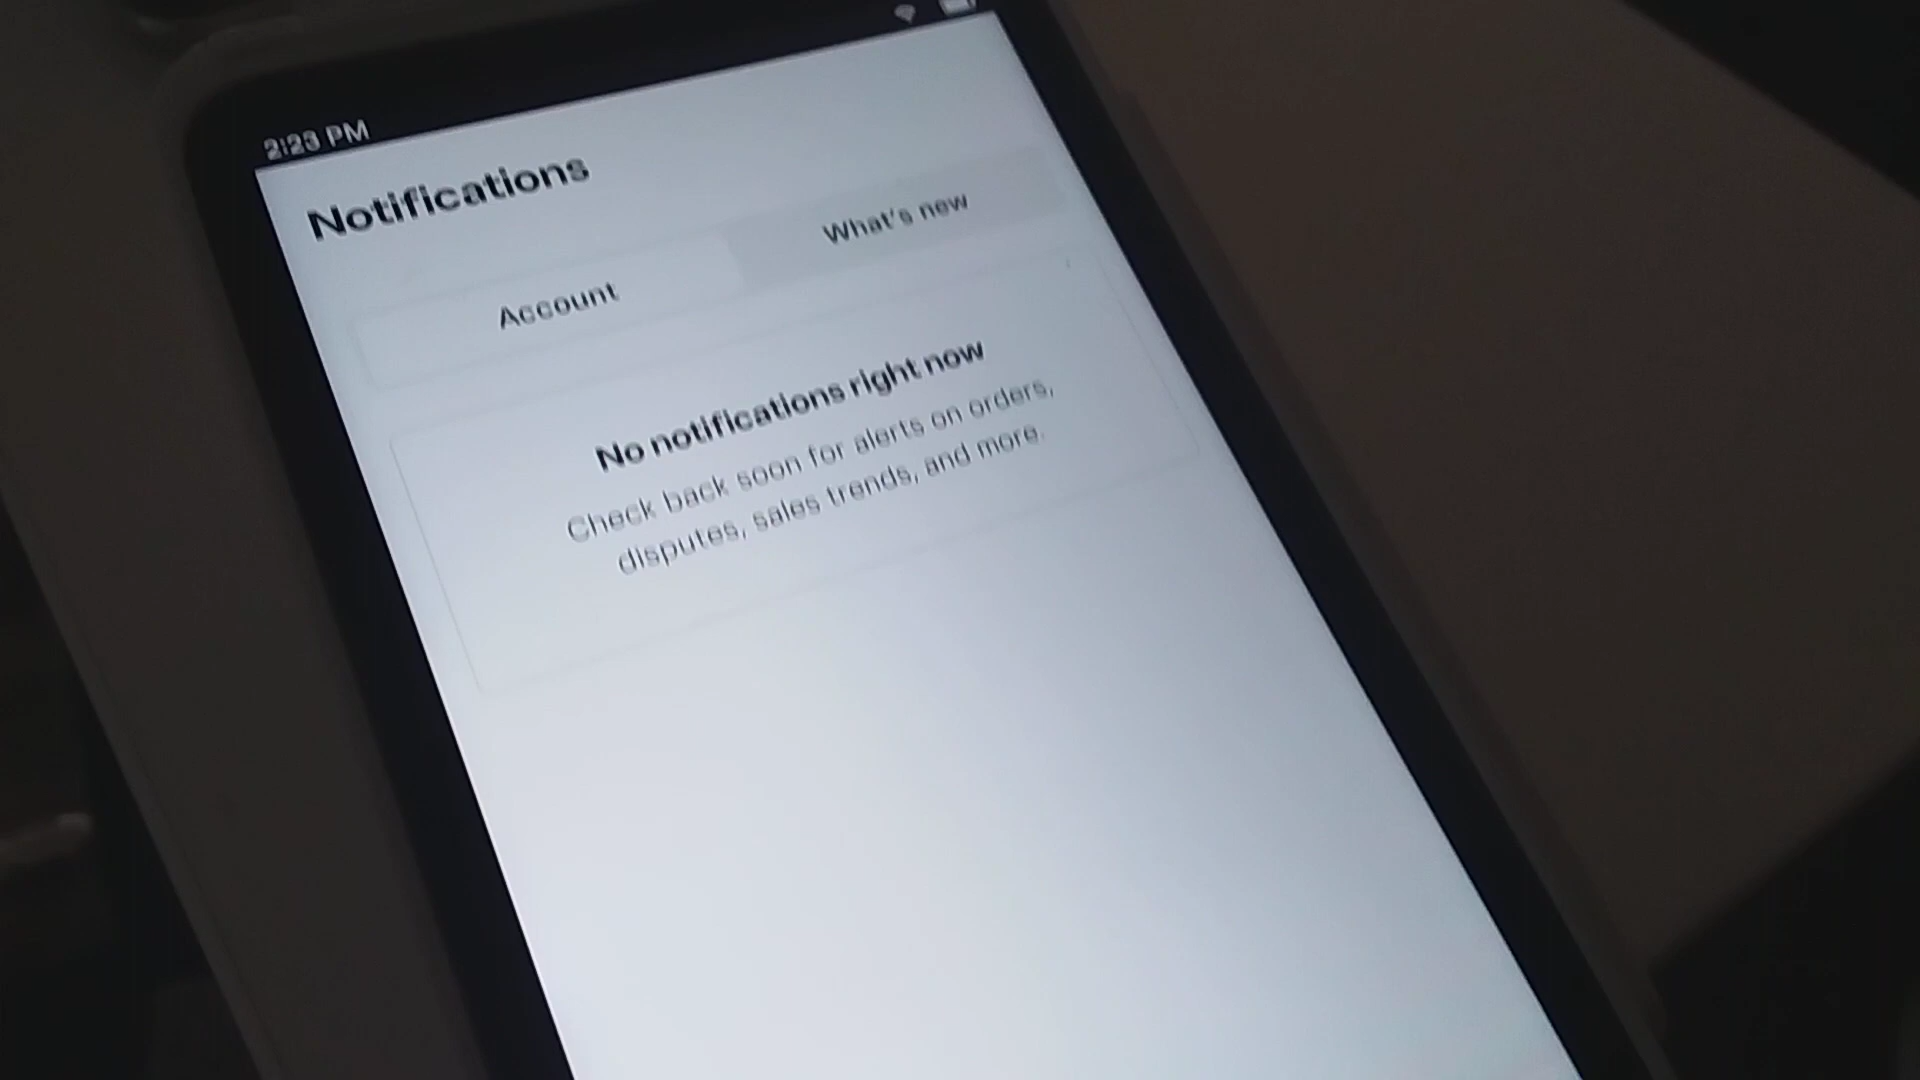 2:23 PM
Notifications
Account
What's new
No notifications right now
Check back soon for alerts on orders,
disputes, sales trends, and more.